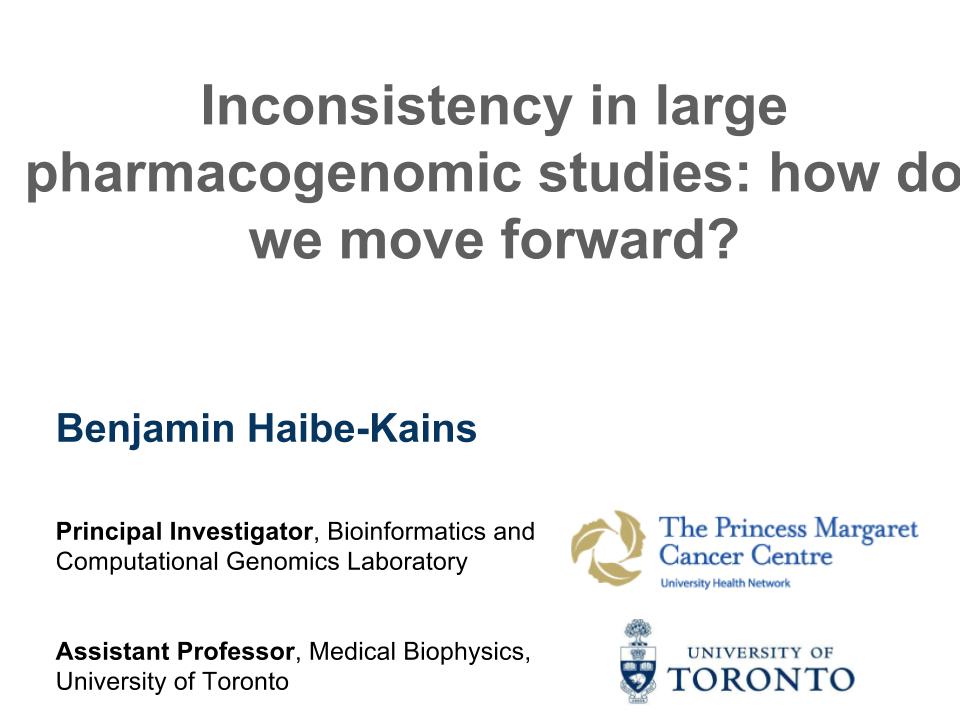 Inconsistency in large
pharmacogenomic studies: how do
we move forward?
Benjamin Haibe-Kains
Principal Investigator, Bioinformatics and
Computational Genomics Laboratory
The Princess Margaret
Cancer Centre
University Health Network
Assistant Professor, Medical Biophysics,
University of Toronto
UNIVERSITY OF
TORONTO